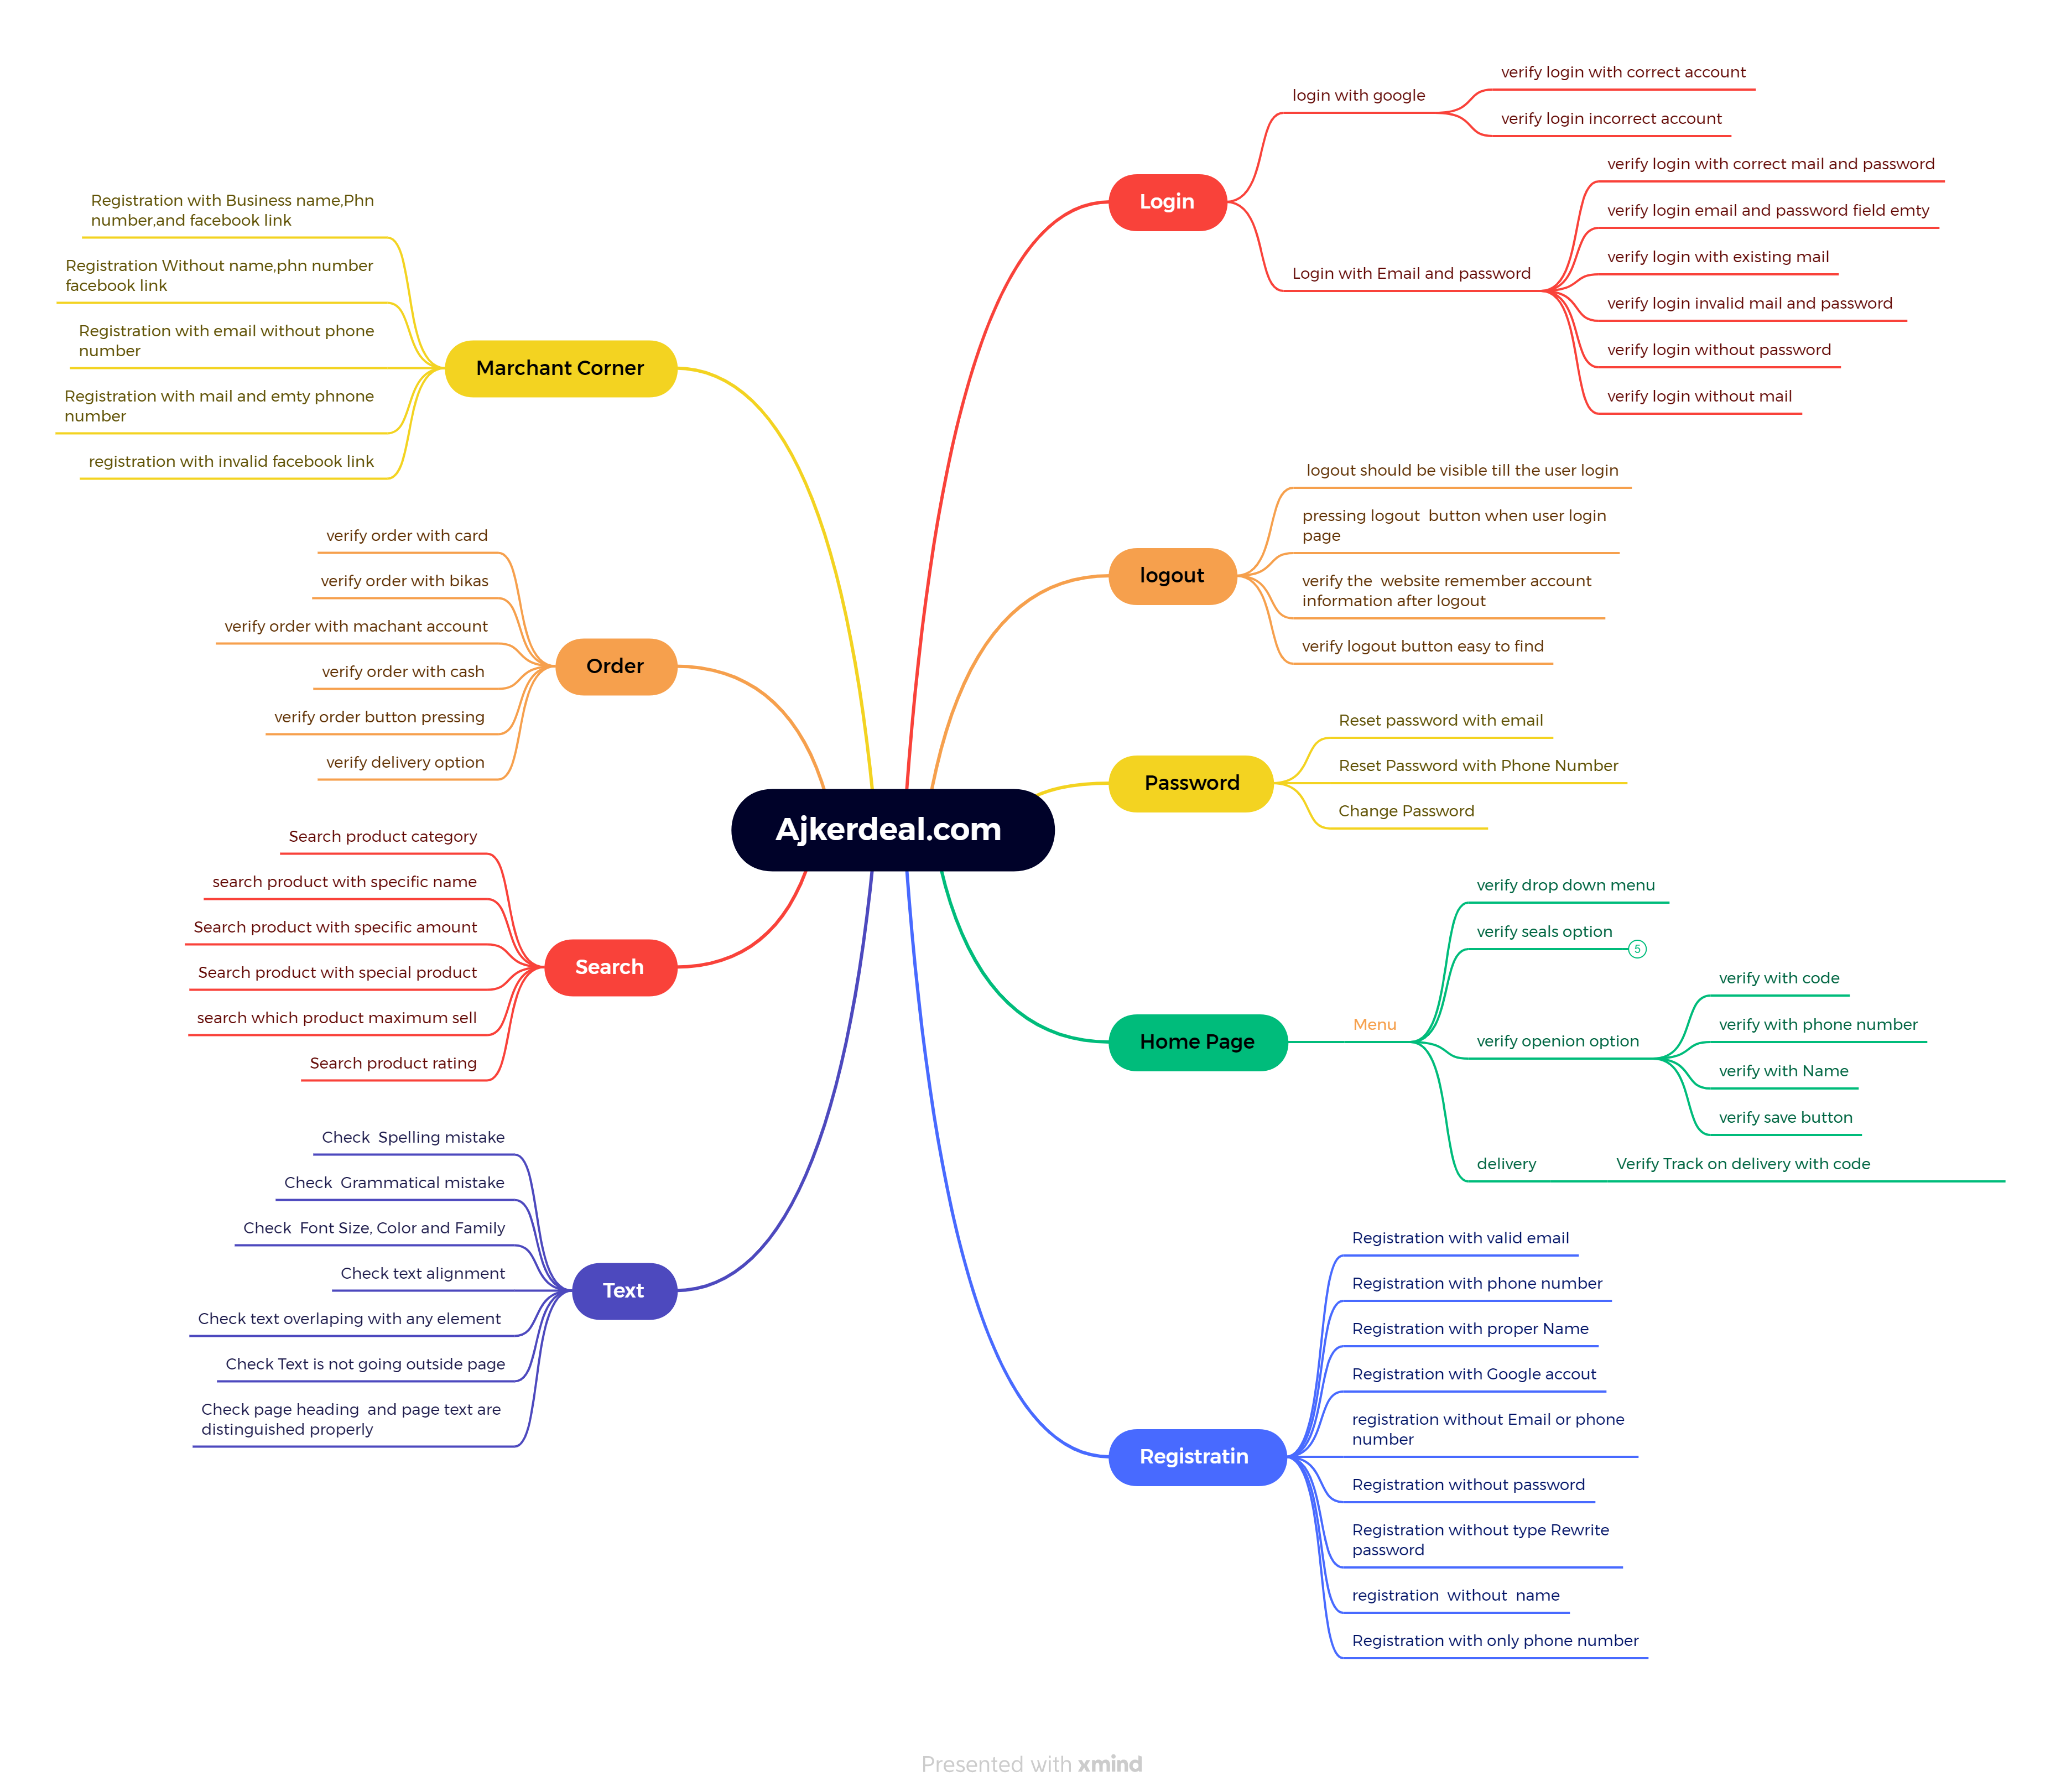 Ajkerdeal.com
Login
login with google
verify login with correct account
verify login incorrect account
Login with Email and password
verify login with correct mail and password
verify login email and password field emty
verify login with existing mail
verify login invalid mail and password
verify login without password
verify login without mail
logout
logout should be visible till the user login
pressing logout  button when user login
page
verify the  website remember account
information after logout
verify logout button easy to find
Password
Reset password with email
Reset Password with Phone Number
Change Password
Home Page
Menu
verify drop down menu
verify seals option
5
verify openion option
verify with code
verify with phone number
verify with Name
verify save button
delivery
Verify Track on delivery with code
Registratin
Registration with valid email
Registration with phone number
Registration with proper Name
Registration with Google accout
registration without Email or phone
number
Registration without password
Registration without type Rewrite
password
registration  without  name
Registration with only phone number
Marchant Corner
Registration with Business name,Phn
number,and facebook link
Registration Without name,phn number
facebook link
Registration with email without phone
number
Registration with mail and emty phnone
number
registration with invalid facebook link
Order
verify order with card
verify order with bikas
verify order with machant account
verify order with cash
verify order button pressing
verify delivery option
Search
Search product category
search product with specific name
Search product with specific amount
Search product with special product
search which product maximum sell
Search product rating
Text
Check  Spelling mistake
Check  Grammatical mistake
Check  Font Size, Color and Family
Check text alignment
Check text overlaping with any element
Check Text is not going outside page
Check page heading  and page text are
distinguished properly
Presented with xmind